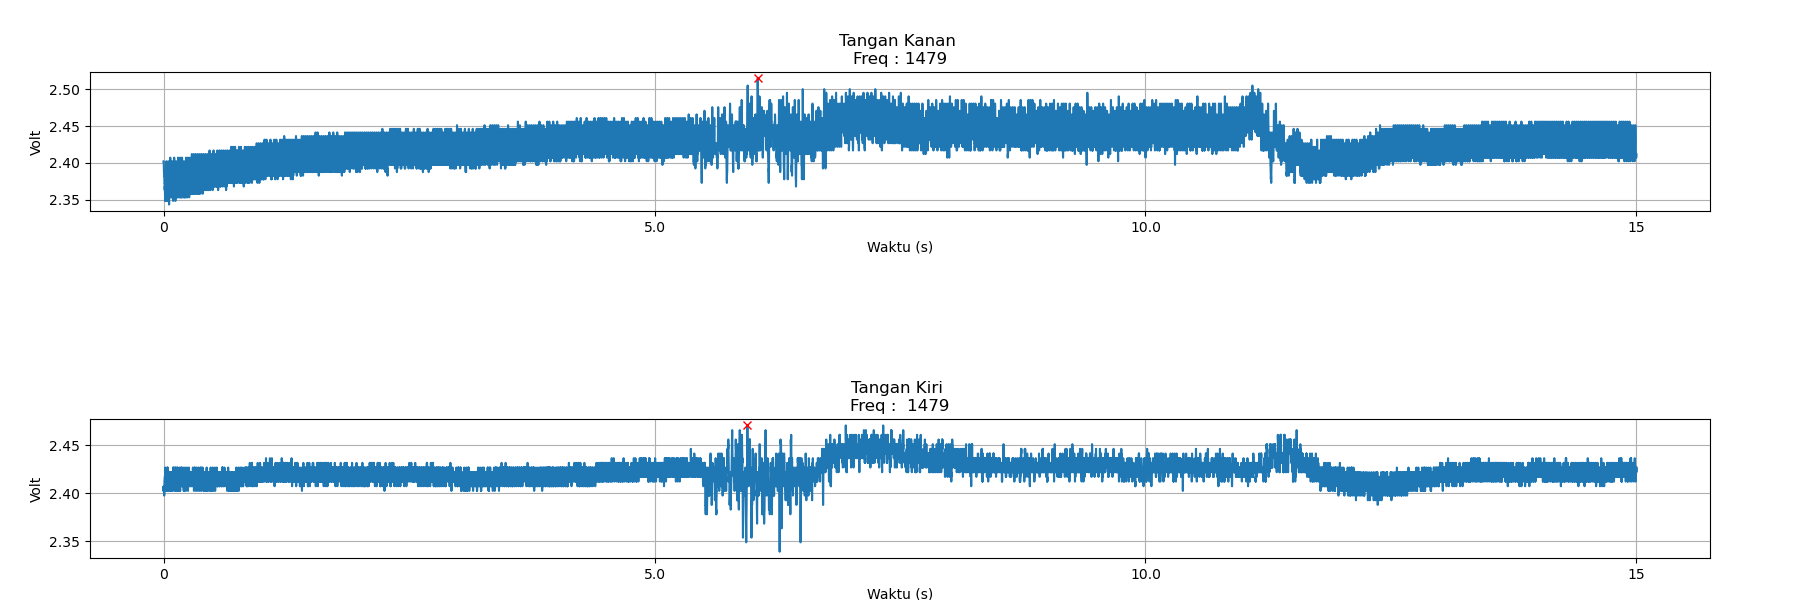 Tangan Kanan
Freq : 1479
2.50
2.45
2.40
2.35
Volt
0 5.0 10.0 15
Waktu (s)
Tangan Kiri
Freq :  1479
2.45
2.40
2.35
Volt
0 5.0 10.0 15
Waktu (s)